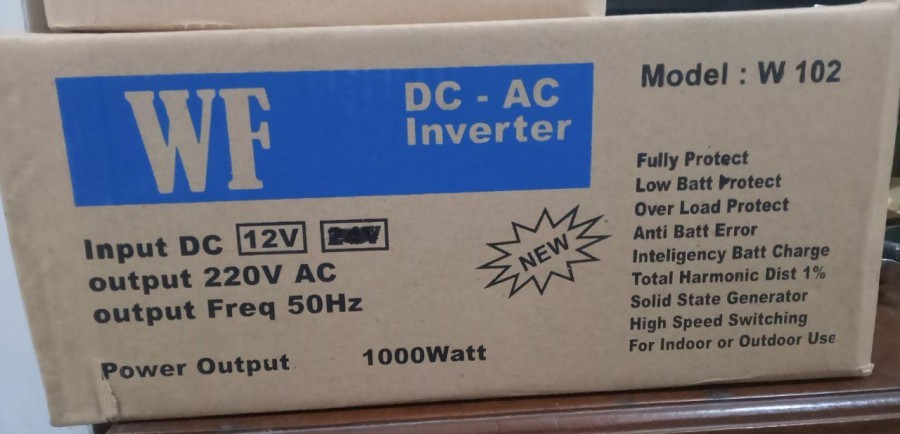 WF
DC - AC
Inverter
Model : W 102
Input DC 12V 24V
output 220V AC
output Freq 50Hz
Power Output 1000Watt
NEW
Fully Protect
Low Batt Protect
Over Load Protect
Anti Batt Error
Inteligency Batt Charge
Total Harmonic Dist 1%
Solid State Generator
High Speed Switching
For Indoor or Outdoor Use